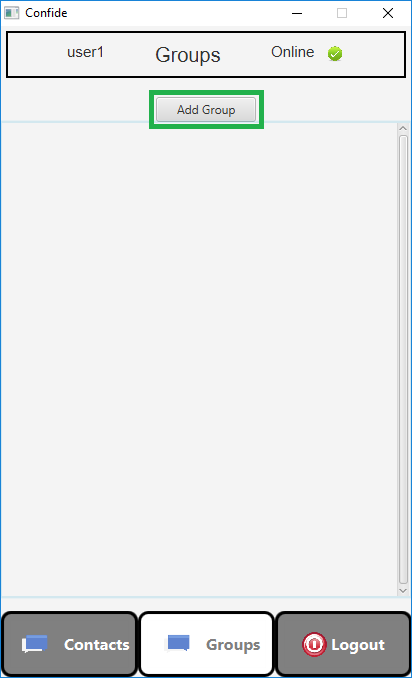 Confide
user1 Groups Online
Add Group
Contacts Groups Logout